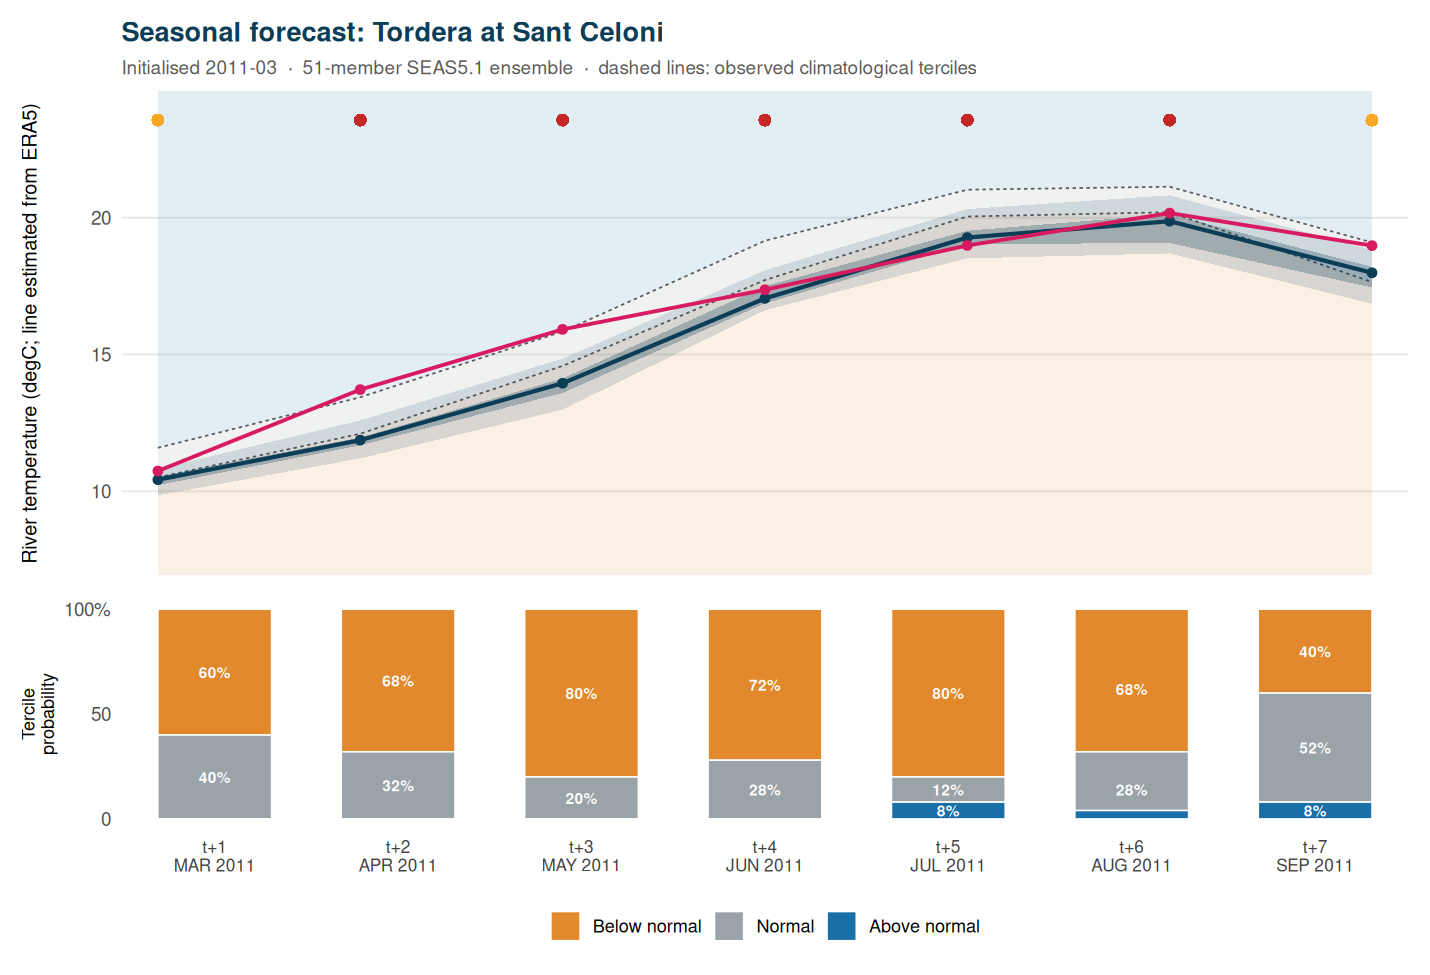 Seasonal forecast: Tordera at Sant Celoni
Initialised 2011-03 · 51-member SEAS5.1 ensemble · dashed lines: observed climatological terciles
River temperature (degC; line estimated from ERA5)
20
15
10
Tercile
probability
100%
50
0
60%
40%
68%
32%
80%
20%
72%
28%
80%
12%
8%
68%
28%
40%
52%
8%
t+1
MAR 2011
t+2
APR 2011
t+3
MAY 2011
t+4
JUN 2011
t+5
JUL 2011
t+6
AUG 2011
t+7
SEP 2011
Below normal
Normal
Above normal